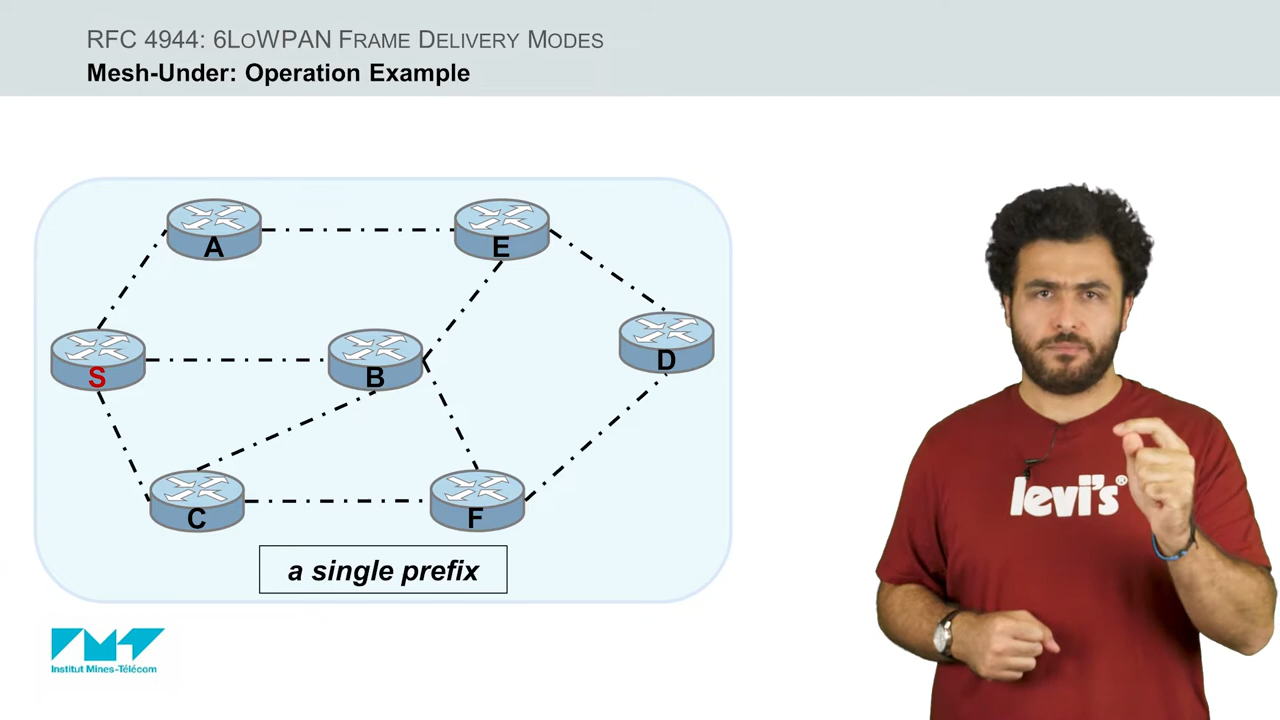 RFC 4944: 6LoWPAN Frame Delivery Modes
Mesh-Under: Operation Example
A
E
S
B
D
C
F
a single prefix
levi's®
Institut Mines-Télécom